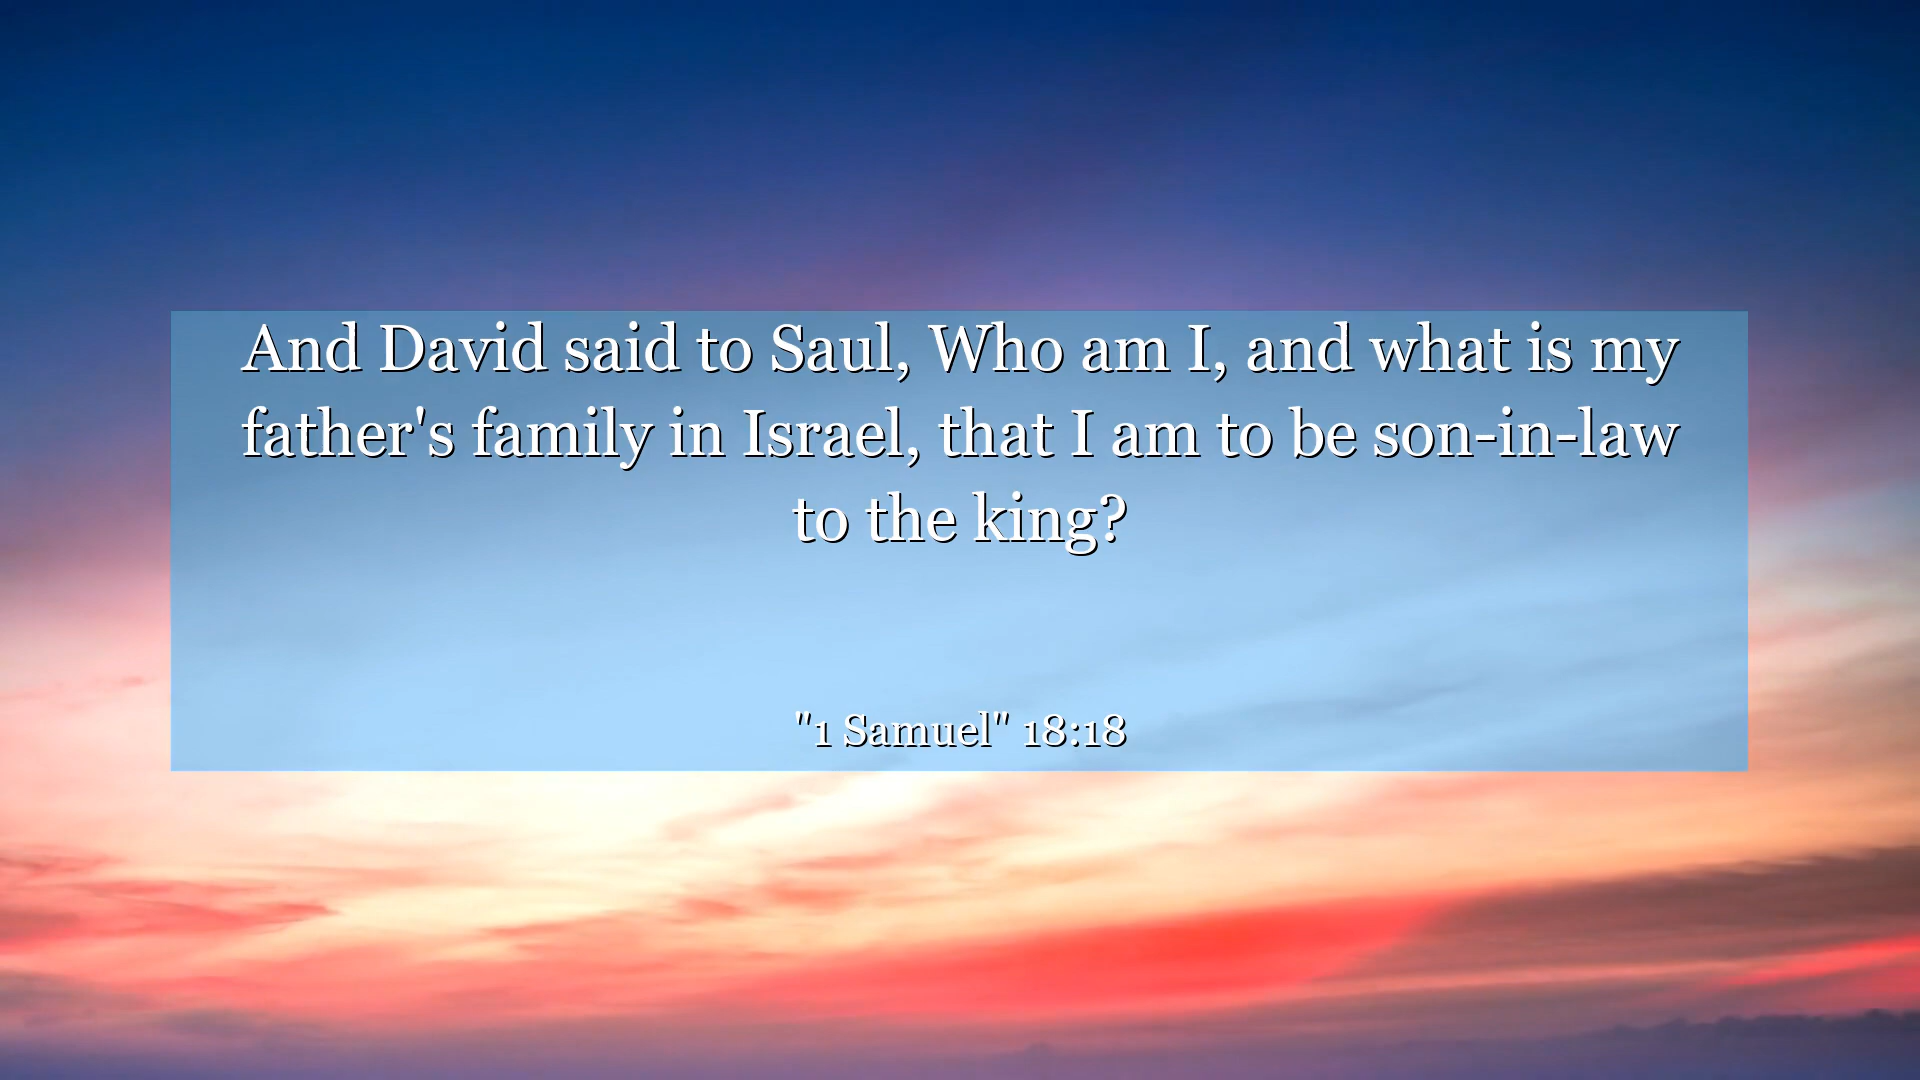 And David said to Saul, Who am I, and what is my
father's family in Israel, that I am to be son-in-law
to the king?
"1 Samuel" 18:18